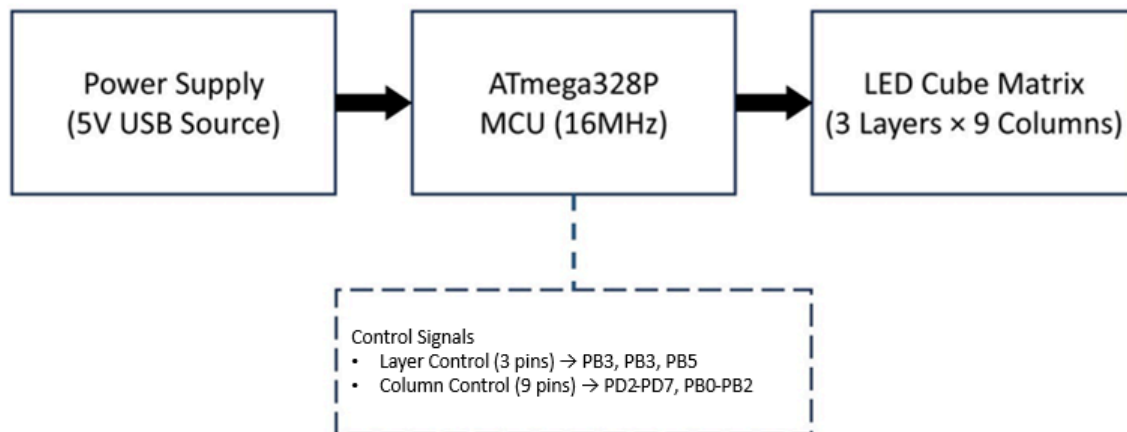 Power Supply
(5V USB Source)
ATmega328P
MCU (16MHz)
LED Cube Matrix
(3 Layers × 9 Columns)
Control Signals
• Layer Control (3 pins) → PB3, PB3, PB5
• Column Control (9 pins) → PD2-PD7, PB0-PB2